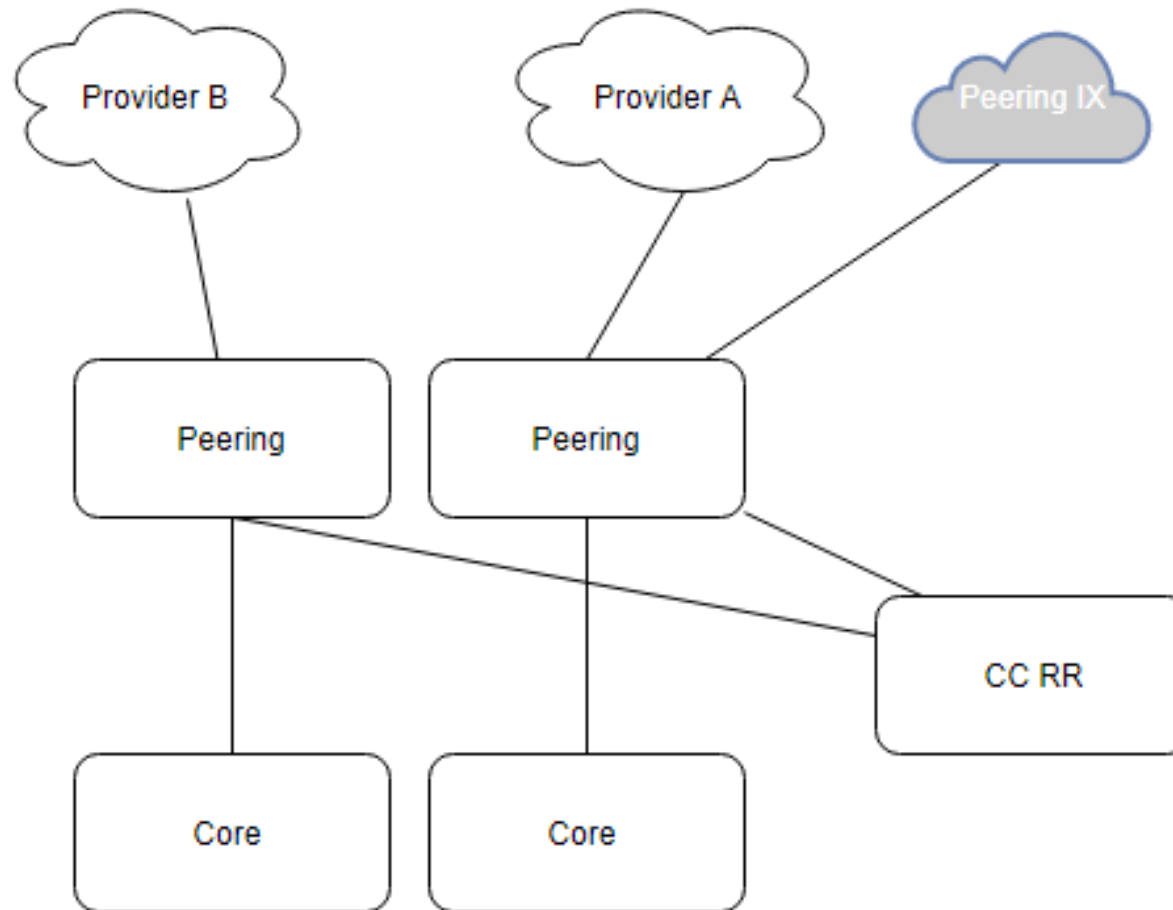 Provider B
Provider A
Peering IX
Peering
Peering
CC RR
Core
Core